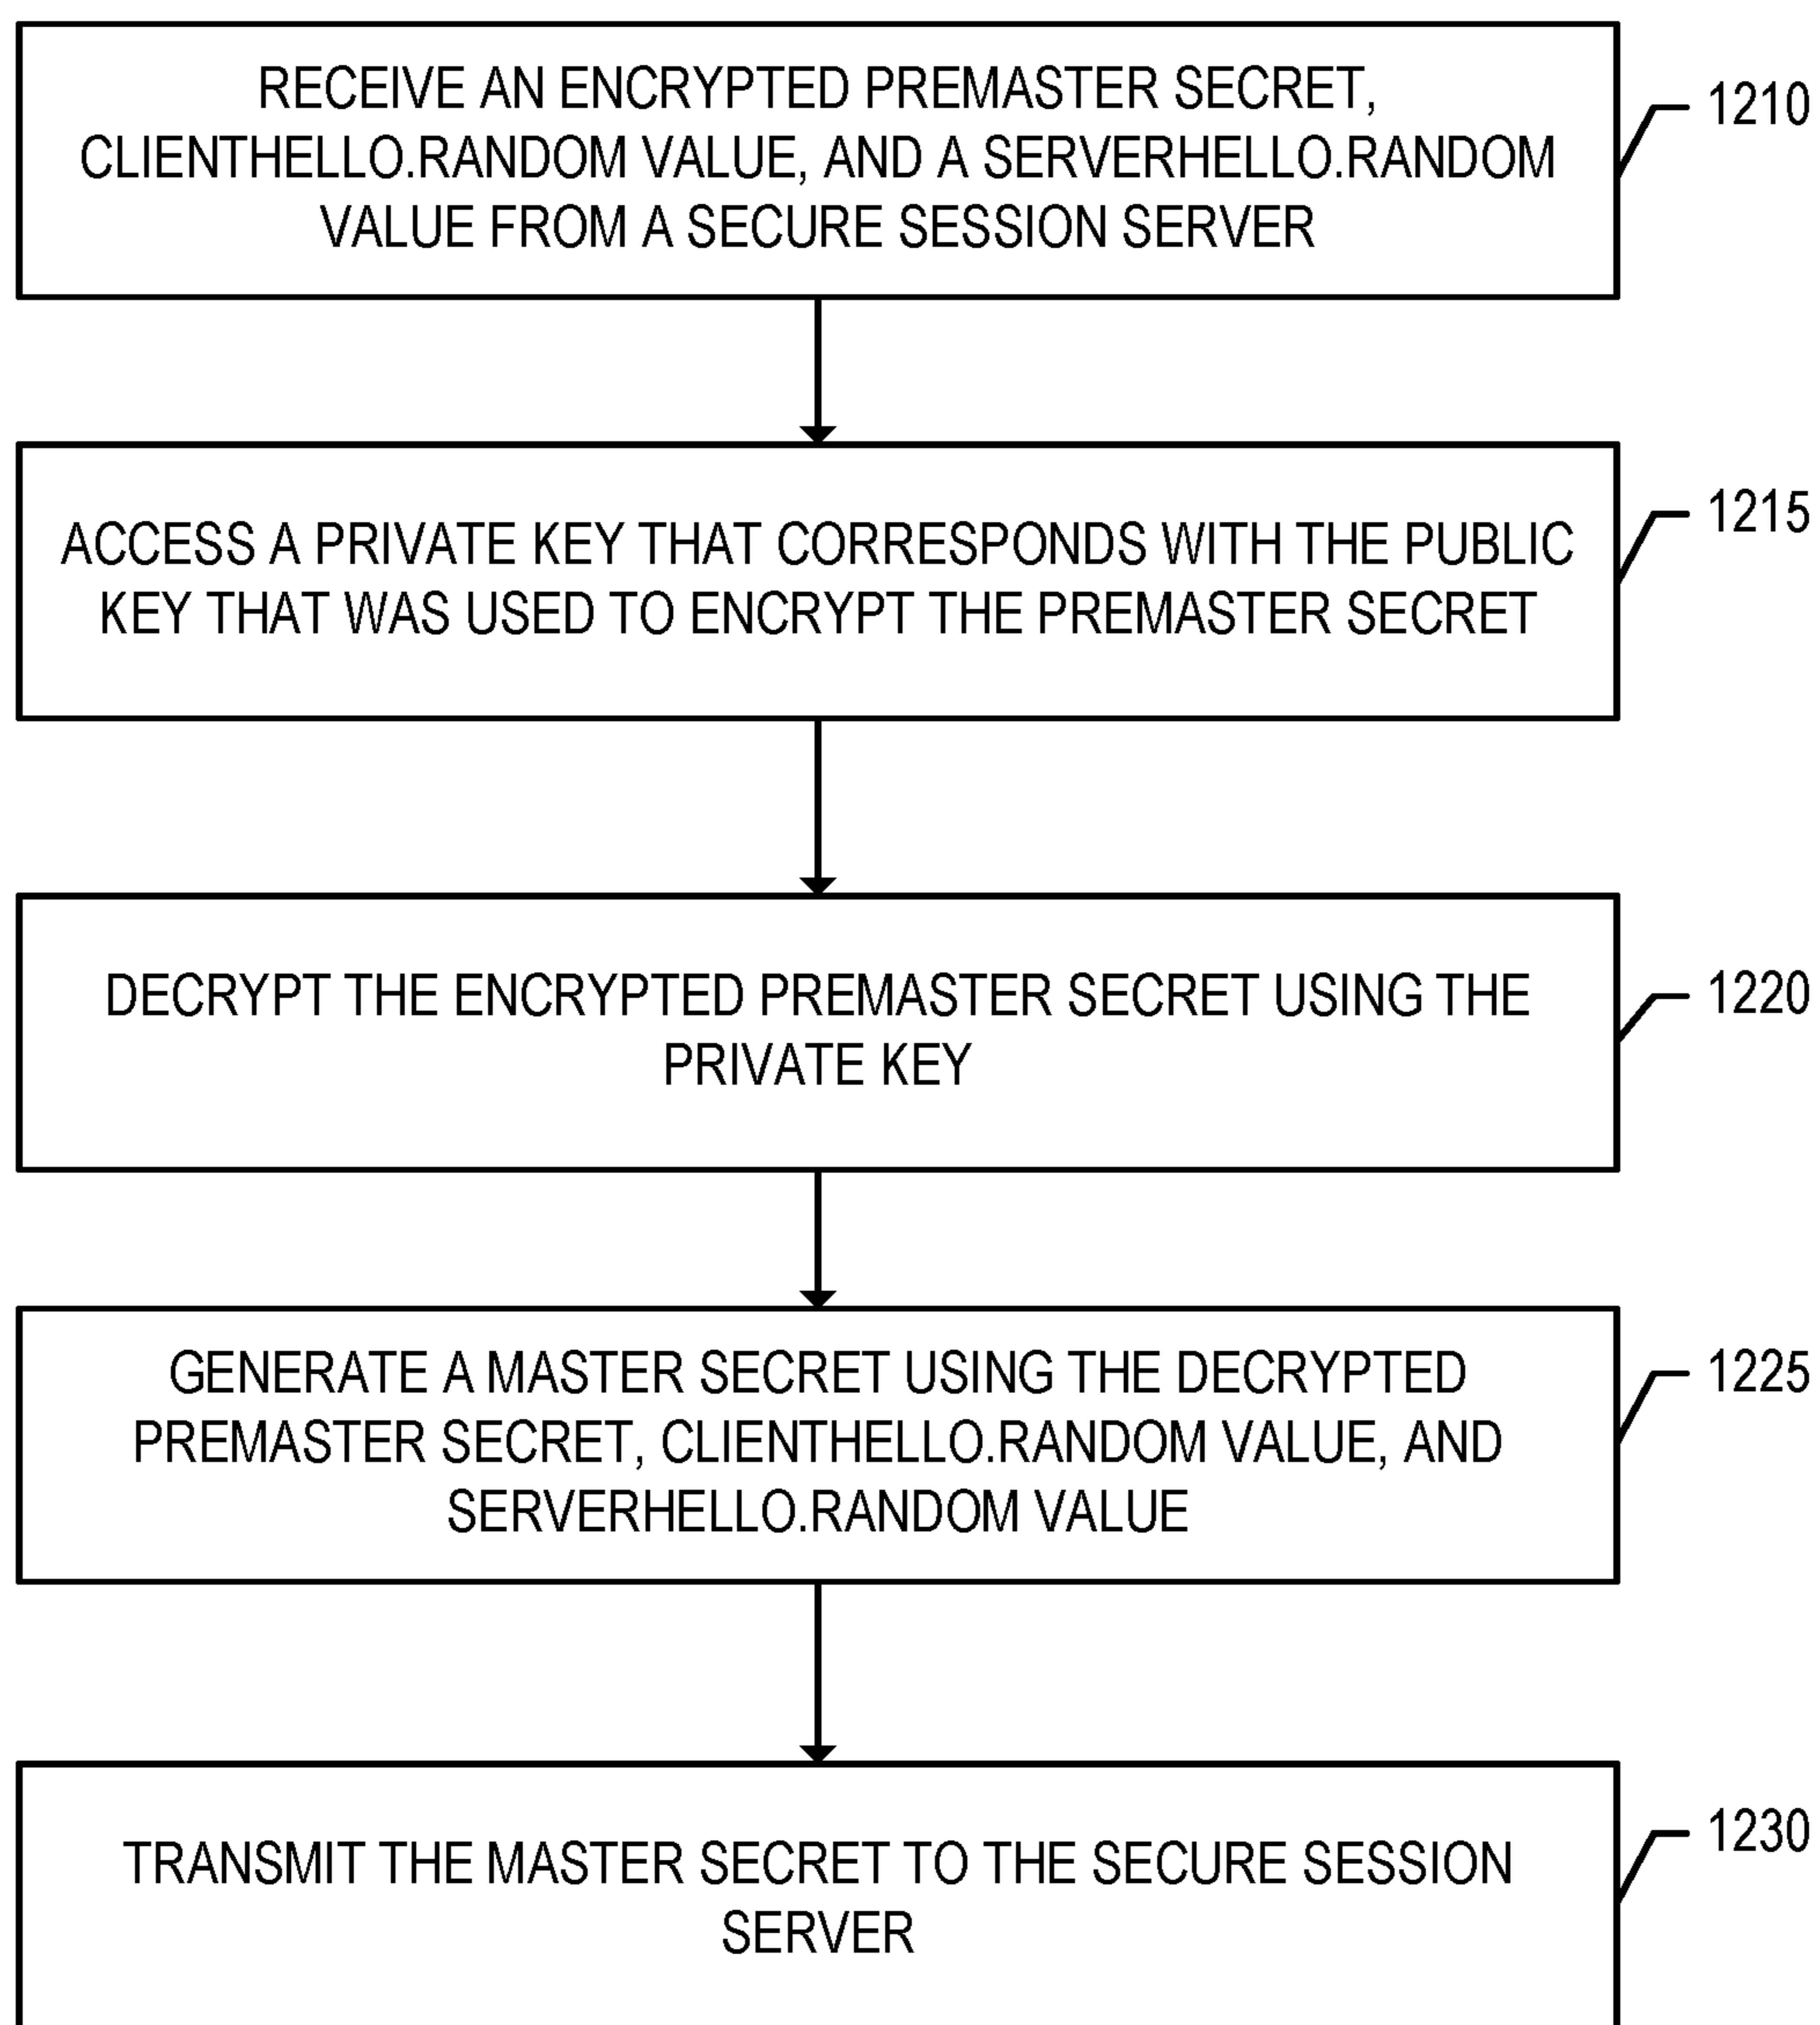 RECEIVE AN ENCRYPTED PREMASTER SECRET,
CLIENTHELLO.RANDOM VALUE, AND A SERVERHELLO.RANDOM
VALUE FROM A SECURE SESSION SERVER
1210
ACCESS A PRIVATE KEY THAT CORRESPONDS WITH THE PUBLIC
KEY THAT WAS USED TO ENCRYPT THE PREMASTER SECRET
1215
DECRYPT THE ENCRYPTED PREMASTER SECRET USING THE
PRIVATE KEY
1220
GENERATE A MASTER SECRET USING THE DECRYPTED
PREMASTER SECRET, CLIENTHELLO.RANDOM VALUE, AND
SERVERHELLO.RANDOM VALUE
1225
TRANSMIT THE MASTER SECRET TO THE SECURE SESSION
SERVER
1230